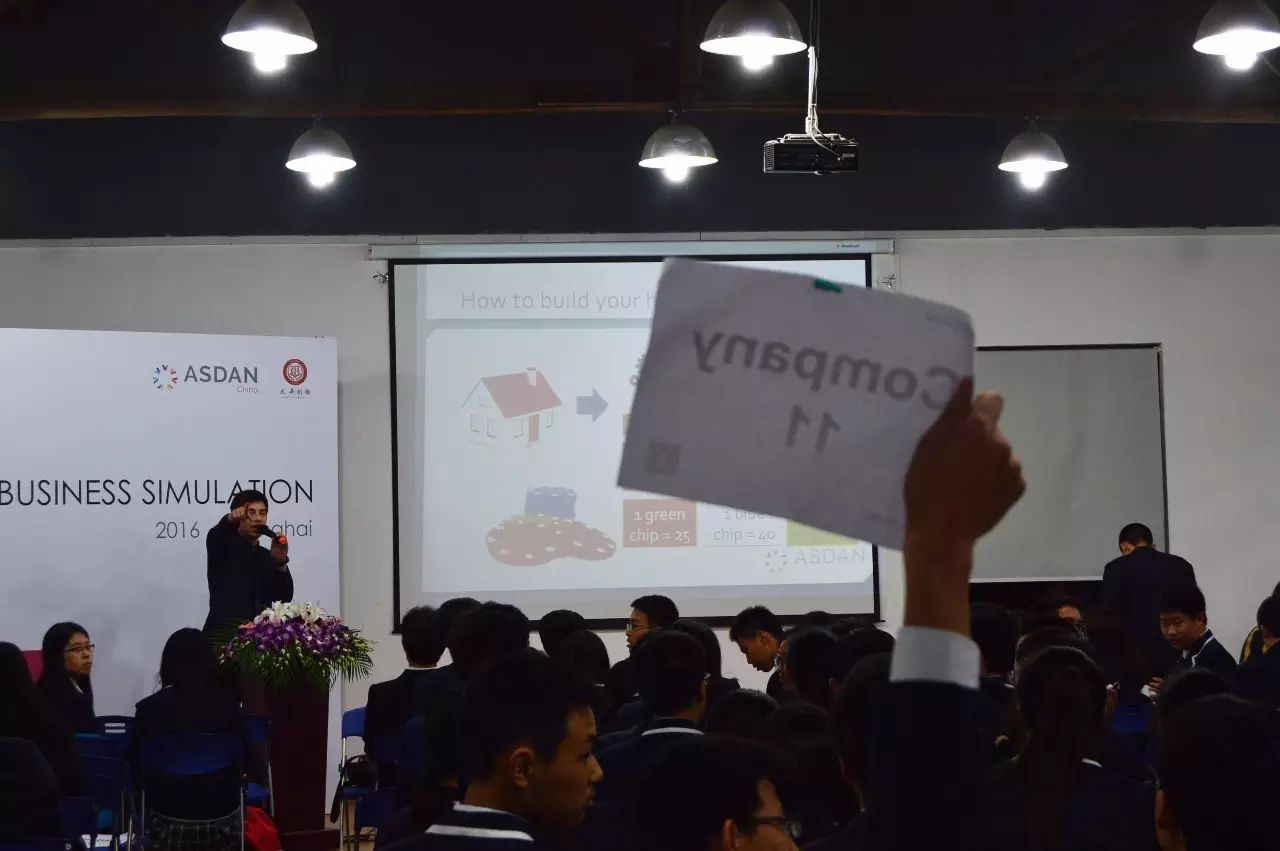 ASDAN
China
BUSINESS SIMULATION
2016
How to build your
1 green
chip = 25
chip = 40
ASDAN
Company
11